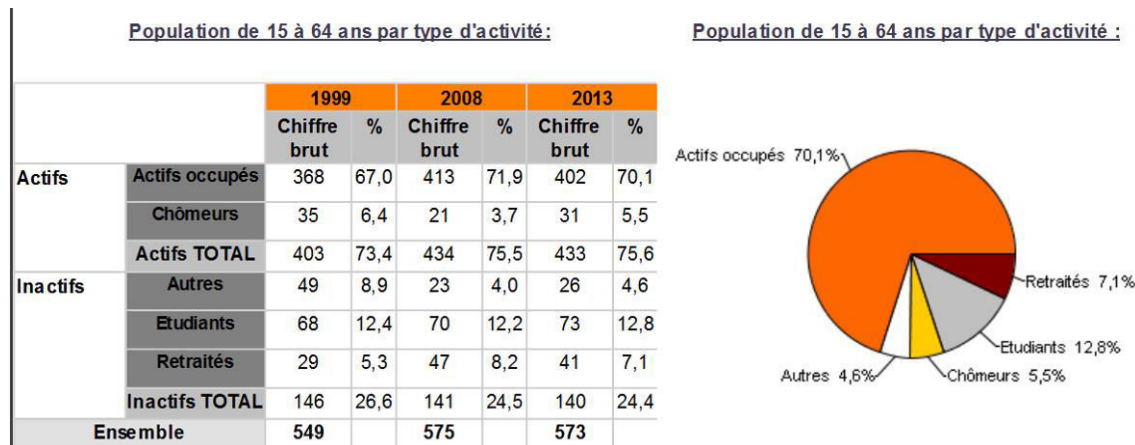 Population de 15 à 64 ans par type d'activité:
1999 2008 2013
Chiffre brut % Chiffre brut % Chiffre brut %
Actifs Actifs occupés 368 67,0 413 71,9 402 70,1
Chômeurs 35 6,4 21 3,7 31 5,5
Actifs TOTAL 403 73,4 434 75,5 433 75,6
Inactifs Autres 49 8,9 23 4,0 26 4,6
Etudiants 68 12,4 70 12,2 73 12,8
Retraités 29 5,3 47 8,2 41 7,1
Inactifs TOTAL 146 26,6 141 24,5 140 24,4
Ensemble 549 575 573
Population de 15 à 64 ans par type d'activité :
Actifs occupés 70,1%
Retraités 7,1%
Etudiants 12,8%
Chômeurs 5,5%
Autres 4,6%